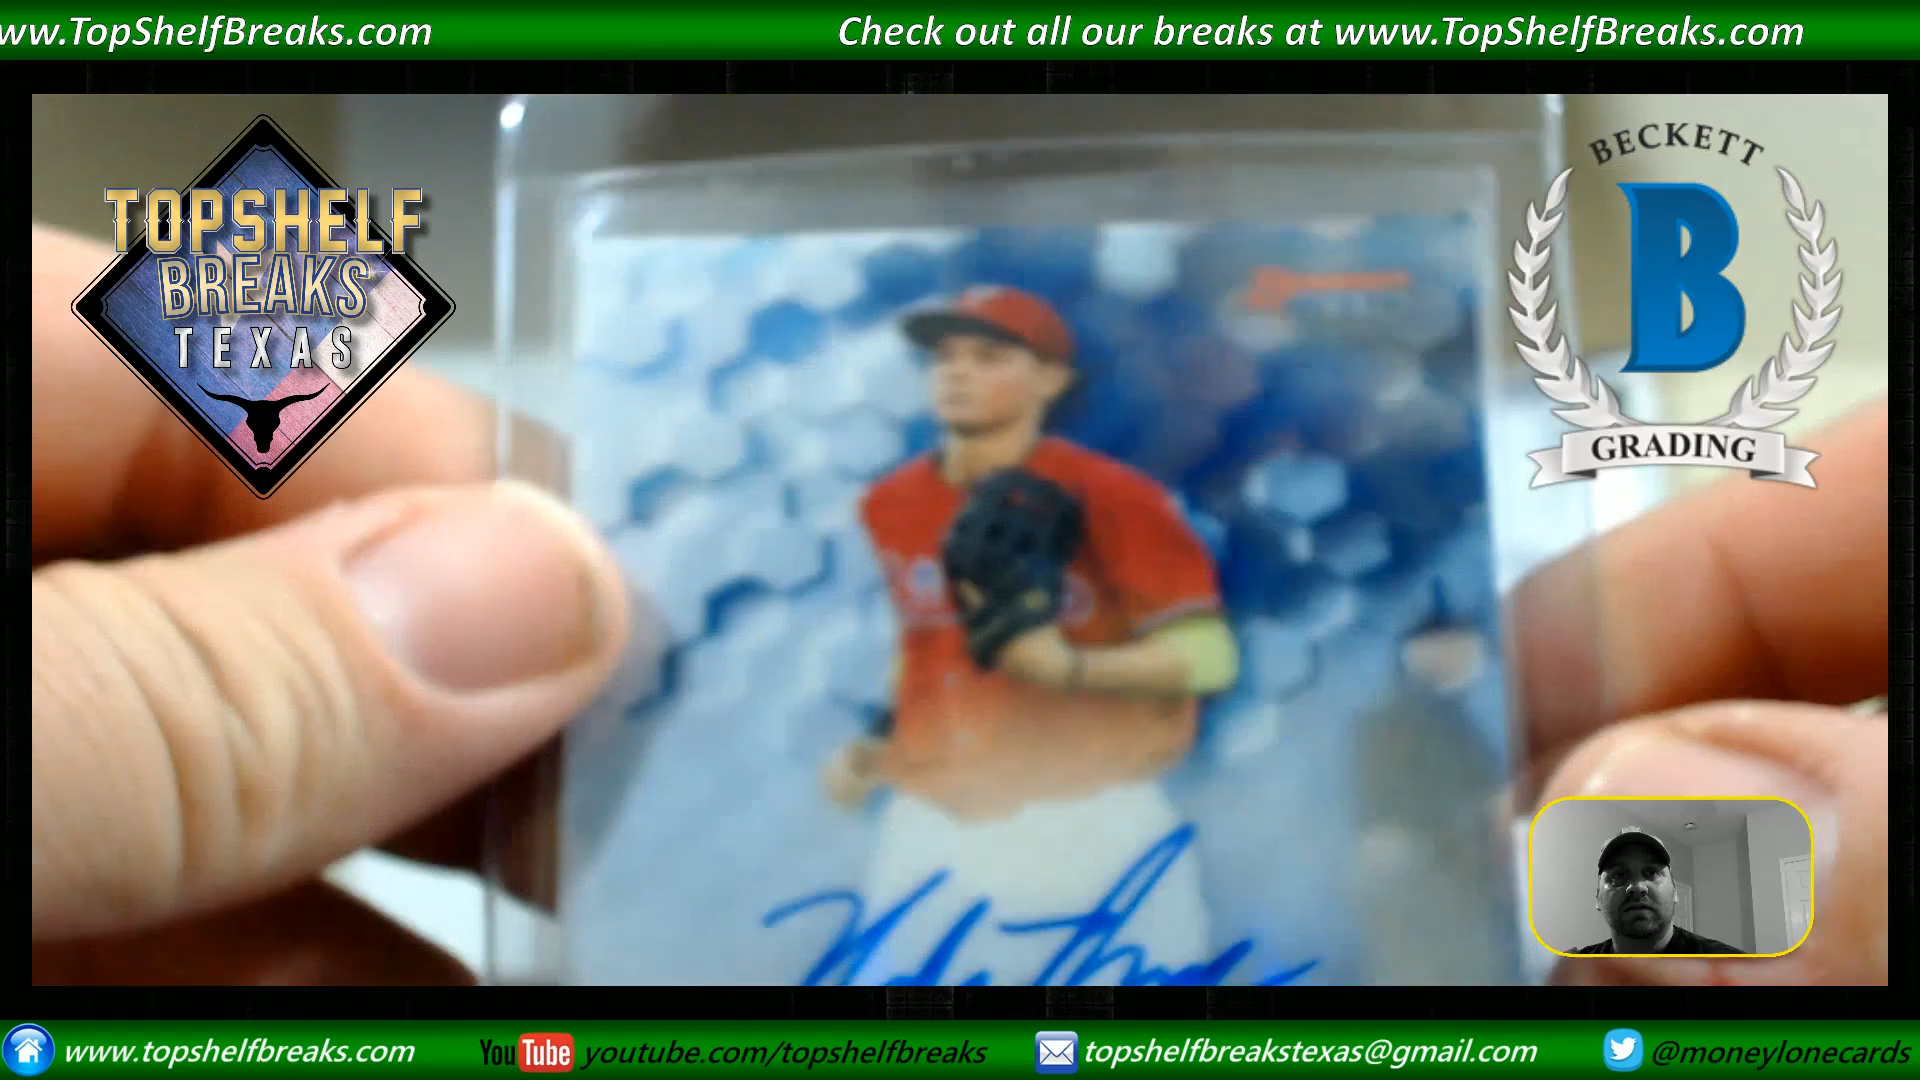 ww.TopShelfBreaks.com
Check out all our breaks at www.TopShelfBreaks.com
TOPSHELF
BREAKS
TEXAS
BECKETT
B
GRADING
www.topshelfbreaks.com
YouTube youtube.com/topshelfbreaks
topshelfbreakstexas@gmail.com
@moneylonecards